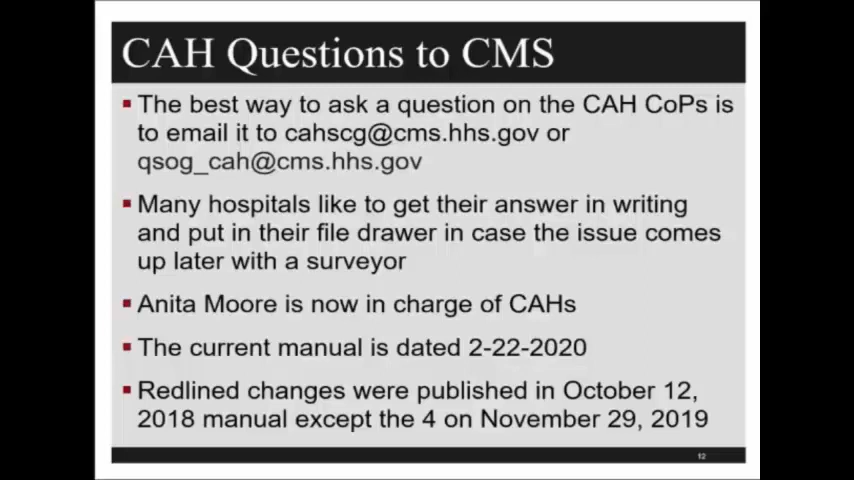 CAH Questions to CMS
The best way to ask a question on the CAH CoPs is
to email it to cahscg@cms.hhs.gov or
qsog_cah@cms.hhs.gov
Many hospitals like to get their answer in writing
and put in their file drawer in case the issue comes
up later with a surveyor
Anita Moore is now in charge of CAHs
The current manual is dated 2-22-2020
Redlined changes were published in October 12,
2018 manual except the 4 on November 29, 2019
12